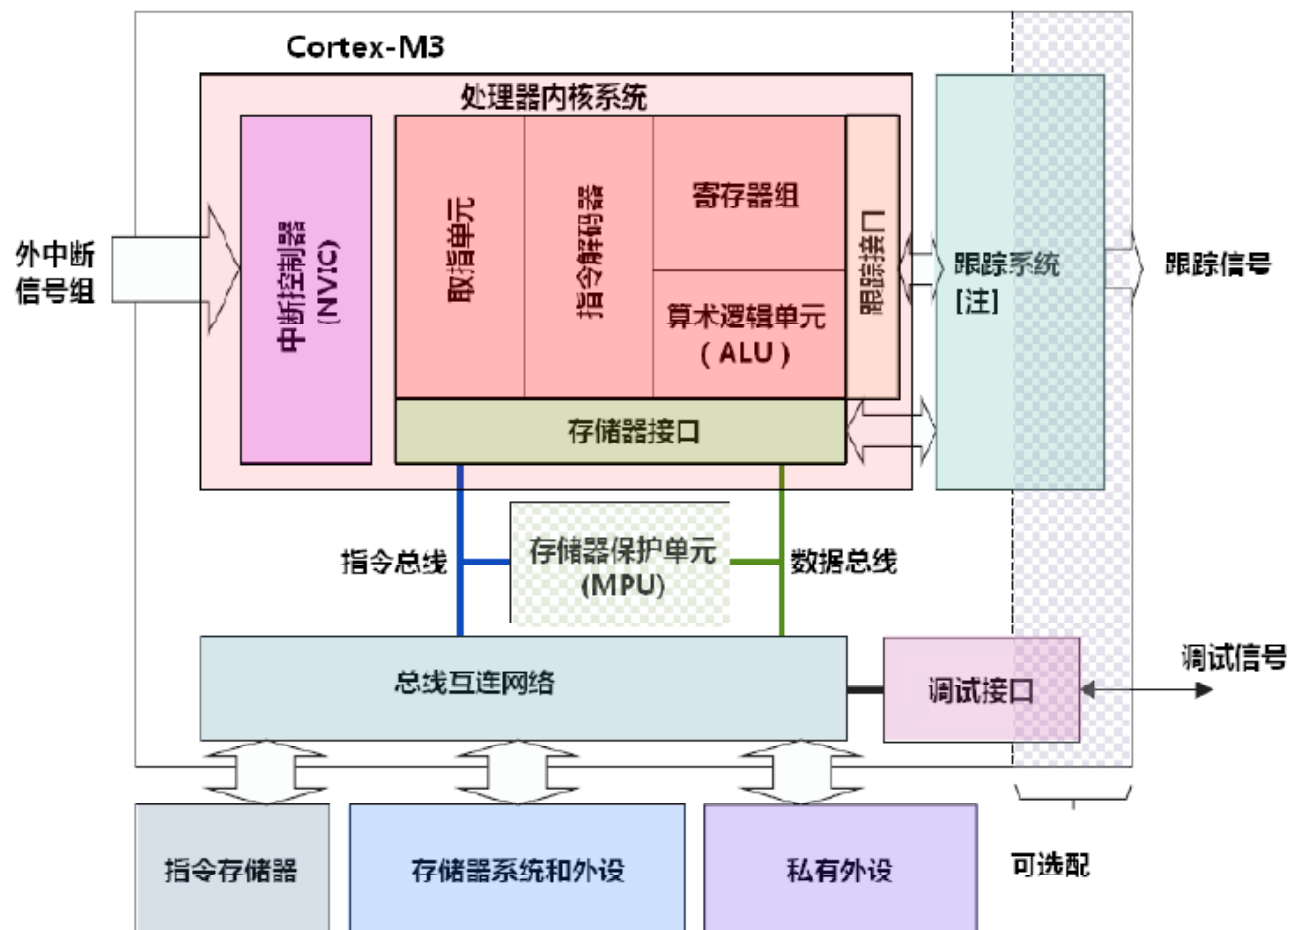 Cortex-M3
处理器内核系统
外中断
信号组
中断控制器
(NVIC)
取指单元
指令解码器
寄存器组
算术逻辑单元
( ALU )
跟踪接口
跟踪系统
[注]
跟踪信号
存储器接口
指令总线
存储器保护单元
(MPU)
数据总线
总线互连网络
调试接口
调试信号
指令存储器
存储器系统和外设
私有外设
可选配